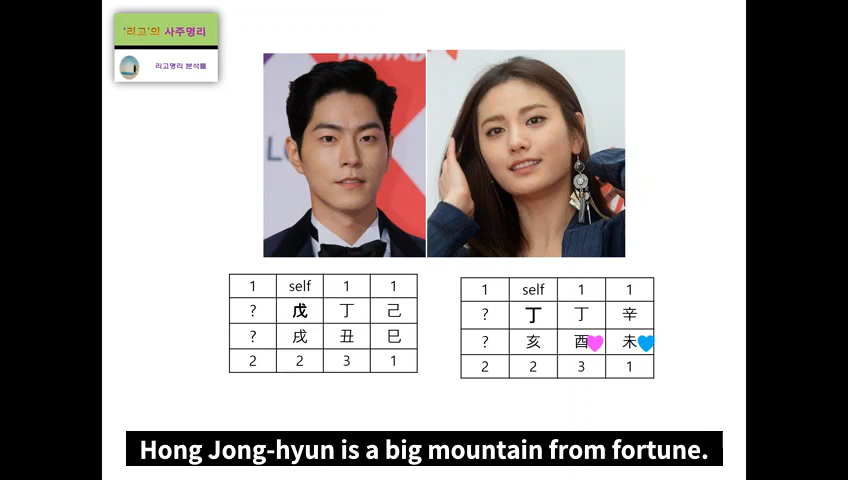 '리고'의 사주명리
리고명리 분석틀
1 self 1 1
? 戊 丁 己
? 戌 丑 巳
2 2 3 1
1 self 1 1
? 丁 丁 辛
? 亥 酉 未
2 2 3 1
Hong Jong-hyun is a big mountain from fortune.